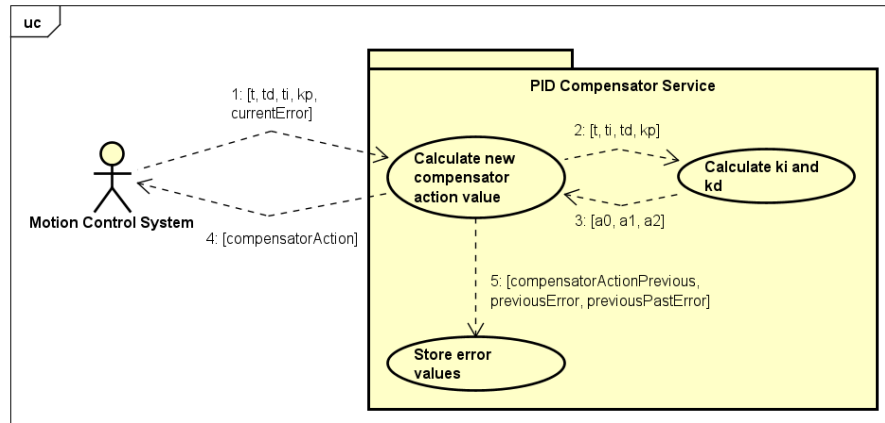 uc
PID Compensator Service
1: [t, td, ti, kp,
currentError]
2: [t, ti, td, kp]
Calculate new
compensator
action value
Calculate ki and
kd
Motion Control System
3: [a0, a1, a2]
4: [compensatorAction]
5: [compensatorActionPrevious,
previousError, previousPastError]
Store error
values